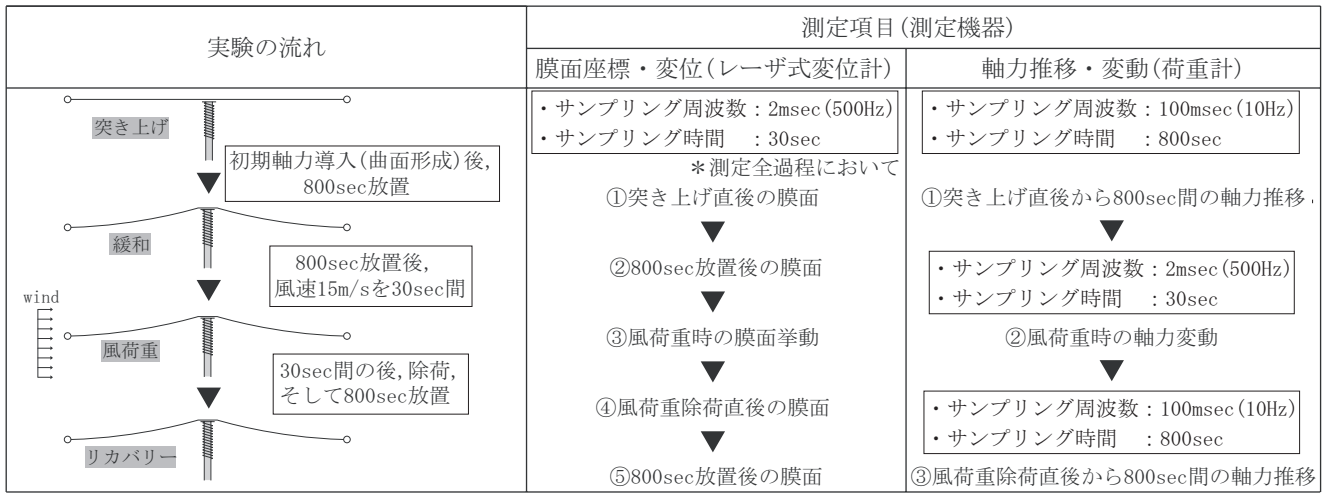 実験の流れ
測定項目(測定機器)
膜面座標・変位(レーザ式変位計)
軸力推移・変動(荷重計)
突き上げ
初期軸力導入(曲面形成)後,
800sec放置
緩和
800sec放置後,
風速15m/sを30sec間
wind
風荷重
30sec間の後,除荷,
そして800sec放置
リカバリー
・サンプリング周波数：2msec(500Hz)
・サンプリング時間　：30sec
＊測定全過程において
①突き上げ直後の膜面
②800sec放置後の膜面
③風荷重時の膜面挙動
④風荷重除荷直後の膜面
⑤800sec放置後の膜面
・サンプリング周波数：100msec(10Hz)
・サンプリング時間　：800sec
①突き上げ直後から800sec間の軸力推移
・サンプリング周波数：2msec(500Hz)
・サンプリング時間　：30sec
②風荷重時の軸力変動
・サンプリング周波数：100msec(10Hz)
・サンプリング時間　：800sec
③風荷重除荷直後から800sec間の軸力推移